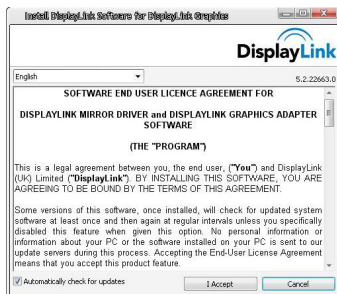 Install DisplayLink Software for DisplayLink Graphics
DisplayLink
English
5.2.22663.0
SOFTWARE END USER LICENCE AGREEMENT FOR
DISPLAYLINK MIRROR DRIVER and DISPLAYLINK GRAPHICS ADAPTER
SOFTWARE
(THE "PROGRAM")
This is a legal agreement between you, the end user, ("You") and DisplayLink
(UK) Limited ("DisplayLink"). BY INSTALLING THIS SOFTWARE, YOU ARE
AGREEING TO BE BOUND BY THE TERMS OF THIS AGREEMENT.
Some versions of this software, once installed, will check for updated system
software at least once and then again at regular intervals unless you specifically
disabled this feature when given this option. No personal information or
information about your PC or the software installed on your PC is sent to our
update servers during this process. Accepting the End-User License Agreement
means that you accept this product feature.
Automatically check for updates
I Accept
Cancel